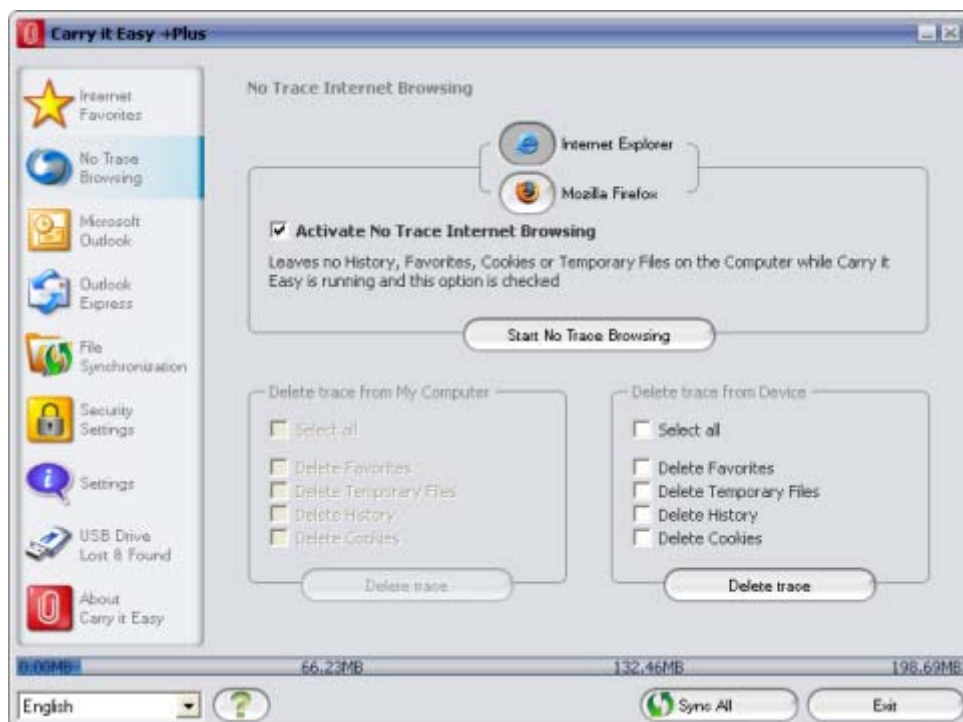 Carry it Easy +Plus
Internet
Favorites
No Trace
Browsing
Microsoft
Outlook
Outlook
Express
File
Synchronization
Security
Settings
Settings
USB Drive
Lost & Found
About
Carry it Easy
No Trace Internet Browsing
Internet Explorer
Mozilla Firefox
Activate No Trace Internet Browsing
Leaves no History, Favorites, Cookies or Temporary Files on the Computer while Carry it
Easy is running and this option is checked
Start No Trace Browsing
Delete trace from My Computer
Select all
Delete Favorites
Delete Temporary Files
Delete History
Delete Cookies
Delete trace
Delete trace from Device
Select all
Delete Favorites
Delete Temporary Files
Delete History
Delete Cookies
Delete trace
0.00MB
66.23MB
132.46MB
198.69MB
English
?
Sync All
Exit